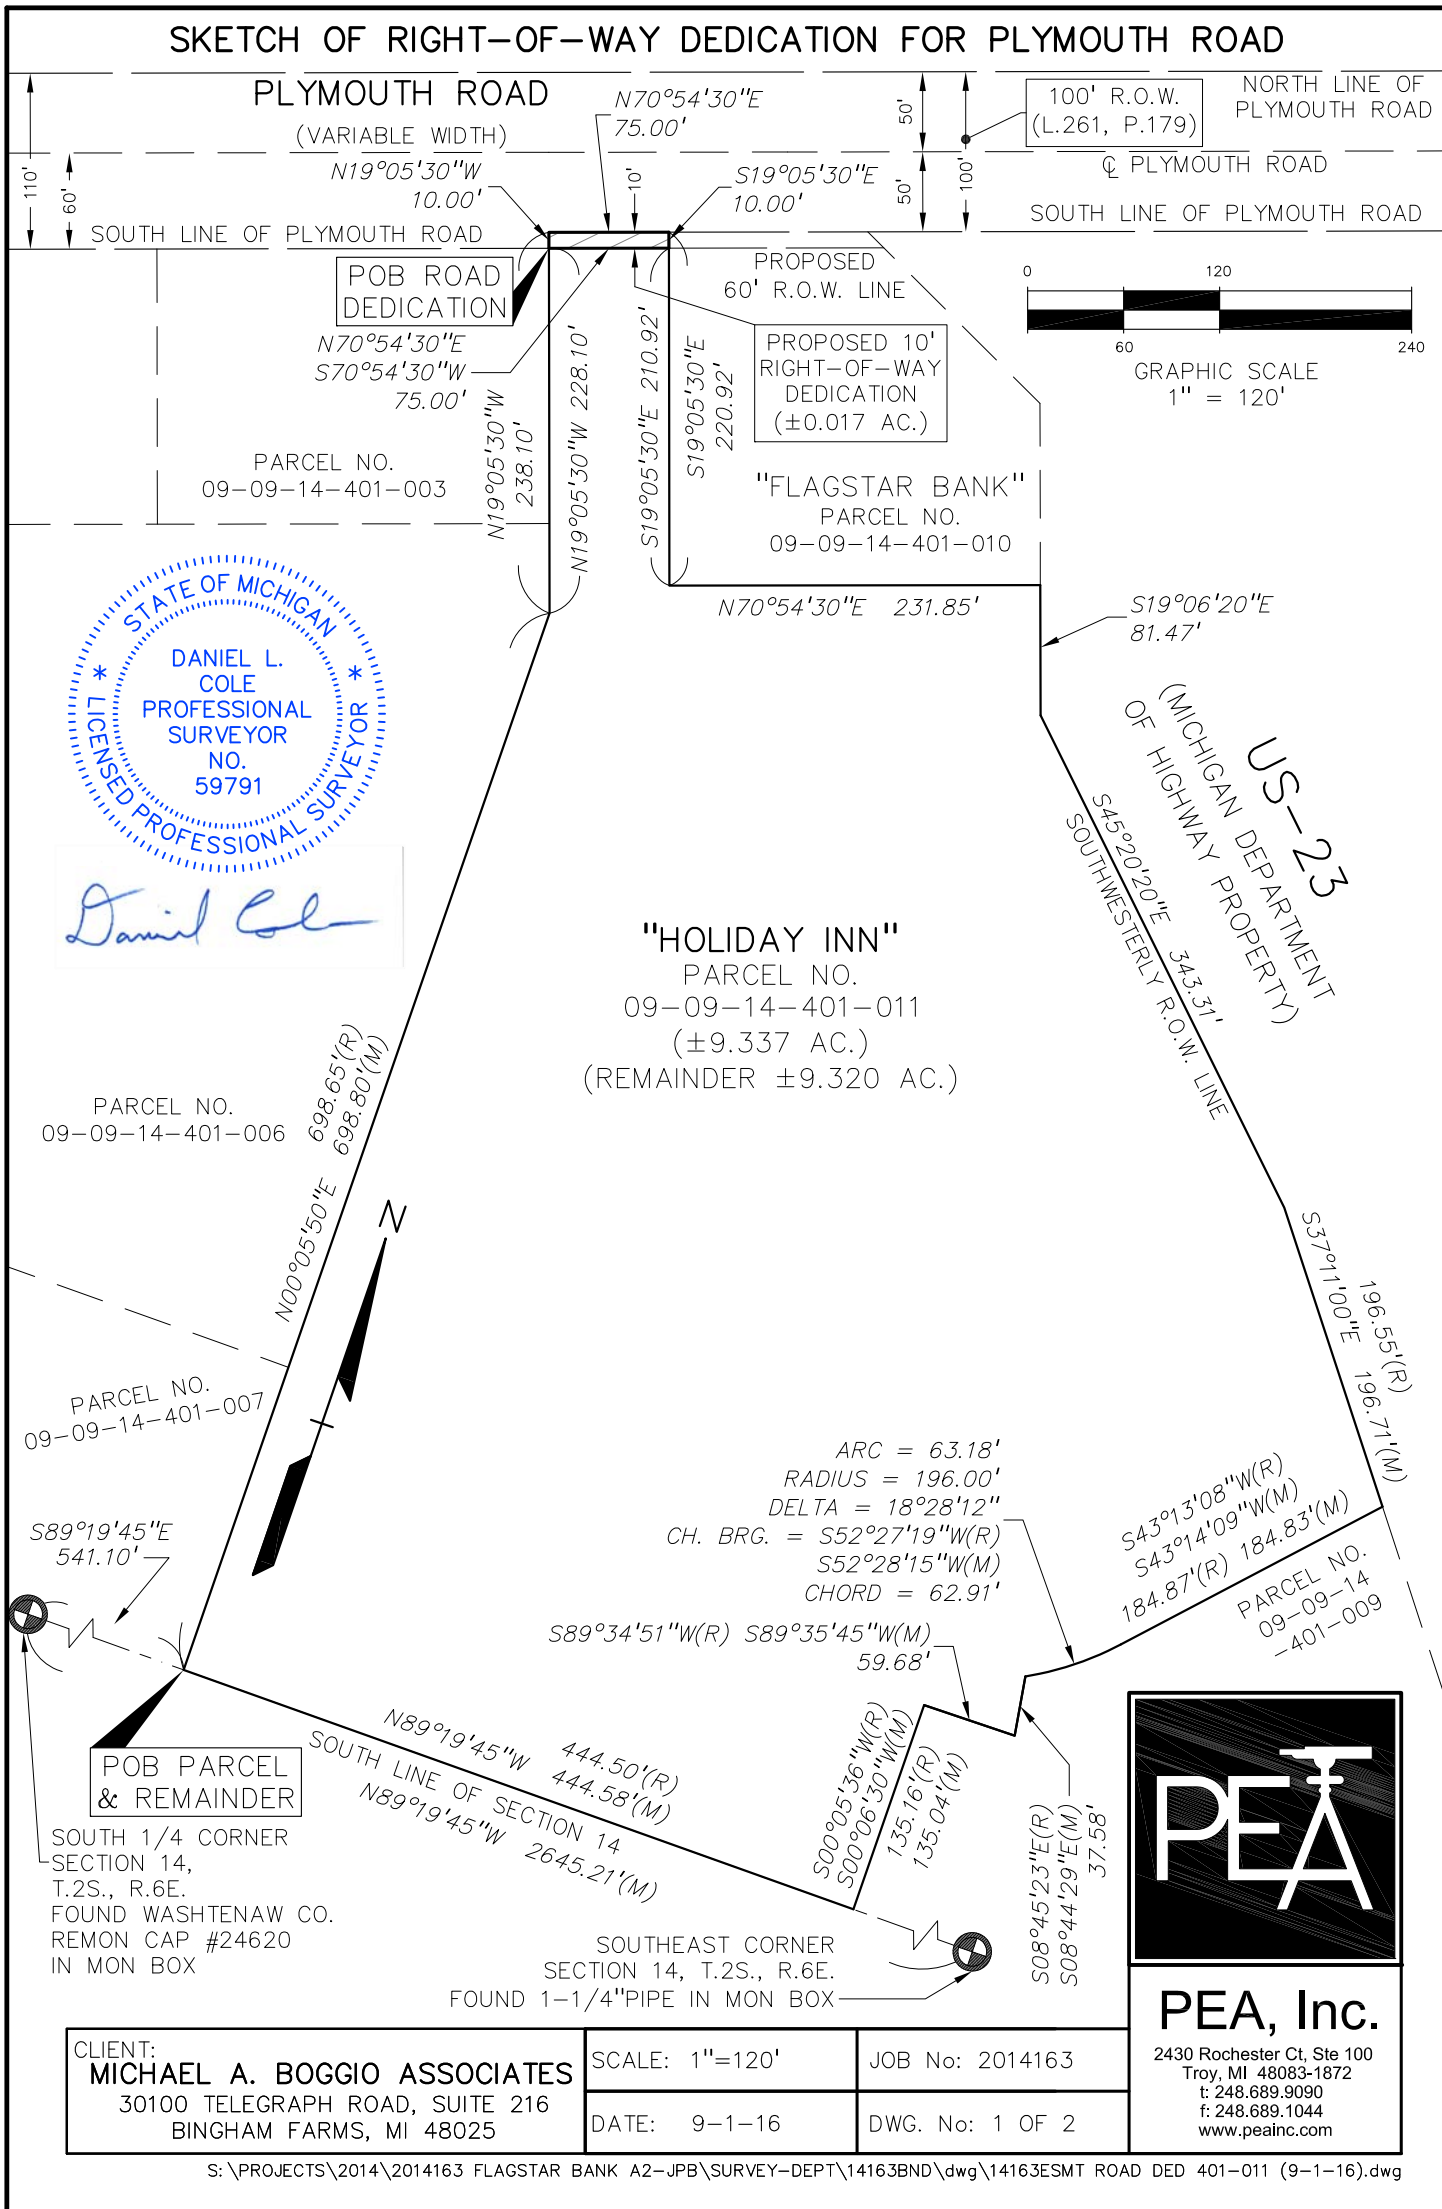 SKETCH OF RIGHT-OF-WAY DEDICATION FOR PLYMOUTH ROAD
PLYMOUTH ROAD
(VARIABLE WIDTH)
N70°54'30"E
75.00'
50'
100' R.O.W.
(L.261, P.179)
NORTH LINE OF
PLYMOUTH ROAD
110'
60'
N19°05'30"W
10.00'
10'
S19°05'30"E
10.00'
50'
100'
℄ PLYMOUTH ROAD
SOUTH LINE OF PLYMOUTH ROAD
SOUTH LINE OF PLYMOUTH ROAD
POB ROAD
DEDICATION
PROPOSED
60' R.O.W. LINE
0 120
60 240
GRAPHIC SCALE
1" = 120'
N70°54'30"E
S70°54'30"W
75.00'
PROPOSED 10'
RIGHT-OF-WAY
DEDICATION
(±0.017 AC.)
N19°05'30"W
238.10'
N19°05'30"W 228.10'
S19°05'30"E 210.92'
S19°05'30"E
220.92'
PARCEL NO.
09-09-14-401-003
"FLAGSTAR BANK"
PARCEL NO.
09-09-14-401-010
N70°54'30"E 231.85'
S19°06'20"E
81.47'
STATE OF MICHIGAN
DANIEL L.
COLE
PROFESSIONAL
SURVEYOR
NO.
59791
* LICENSED PROFESSIONAL SURVEYOR *
Daniel Cole
US-23
(MICHIGAN DEPARTMENT
OF HIGHWAY PROPERTY)
S45°20'20"E 343.31'
SOUTHWESTERLY R.O.W. LINE
"HOLIDAY INN"
PARCEL NO.
09-09-14-401-011
(±9.337 AC.)
(REMAINDER ±9.320 AC.)
PARCEL NO.
09-09-14-401-006
698.65'(R)
N00°05'50"E 698.80'(M)
N
196.55'(R)
S37°11'00"E 196.71'(M)
PARCEL NO.
09-09-14-401-007
ARC = 63.18'
RADIUS = 196.00'
DELTA = 18°28'12"
CH. BRG. = S52°27'19"W(R)
S52°28'15"W(M)
CHORD = 62.91'
S43°13'08"W(R)
S43°14'09"W(M)
184.87'(R) 184.83'(M)
PARCEL NO.
09-09-14
-401-009
S89°19'45"E
541.10'
S89°34'51"W(R) S89°35'45"W(M)
59.68'
POB PARCEL
& REMAINDER
N89°19'45"W 444.50'(R)
444.58'(M)
SOUTH LINE OF SECTION 14
N89°19'45"W 2645.21'(M)
S00°05'36"W(R)
S00°06'30"W(M)
135.16'(R)
135.04'(M)
S08°45'23"E(R)
S08°44'29"E(M)
37.58'
SOUTH 1/4 CORNER
SECTION 14,
T.2S., R.6E.
FOUND WASHTENAW CO.
REMON CAP #24620
IN MON BOX
SOUTHEAST CORNER
SECTION 14, T.2S., R.6E.
FOUND 1-1/4"PIPE IN MON BOX
PEA
PEA, Inc.
2430 Rochester Ct, Ste 100
Troy, MI 48083-1872
t: 248.689.9090
f: 248.689.1044
www.peainc.com
CLIENT:
MICHAEL A. BOGGIO ASSOCIATES
30100 TELEGRAPH ROAD, SUITE 216
BINGHAM FARMS, MI 48025
SCALE: 1"=120'
JOB No: 2014163
DATE: 9-1-16
DWG. No: 1 OF 2
S:\PROJECTS\2014\2014163 FLAGSTAR BANK A2-JPB\SURVEY-DEPT\14163BND\dwg\14163ESMT ROAD DED 401-011 (9-1-16).dwg